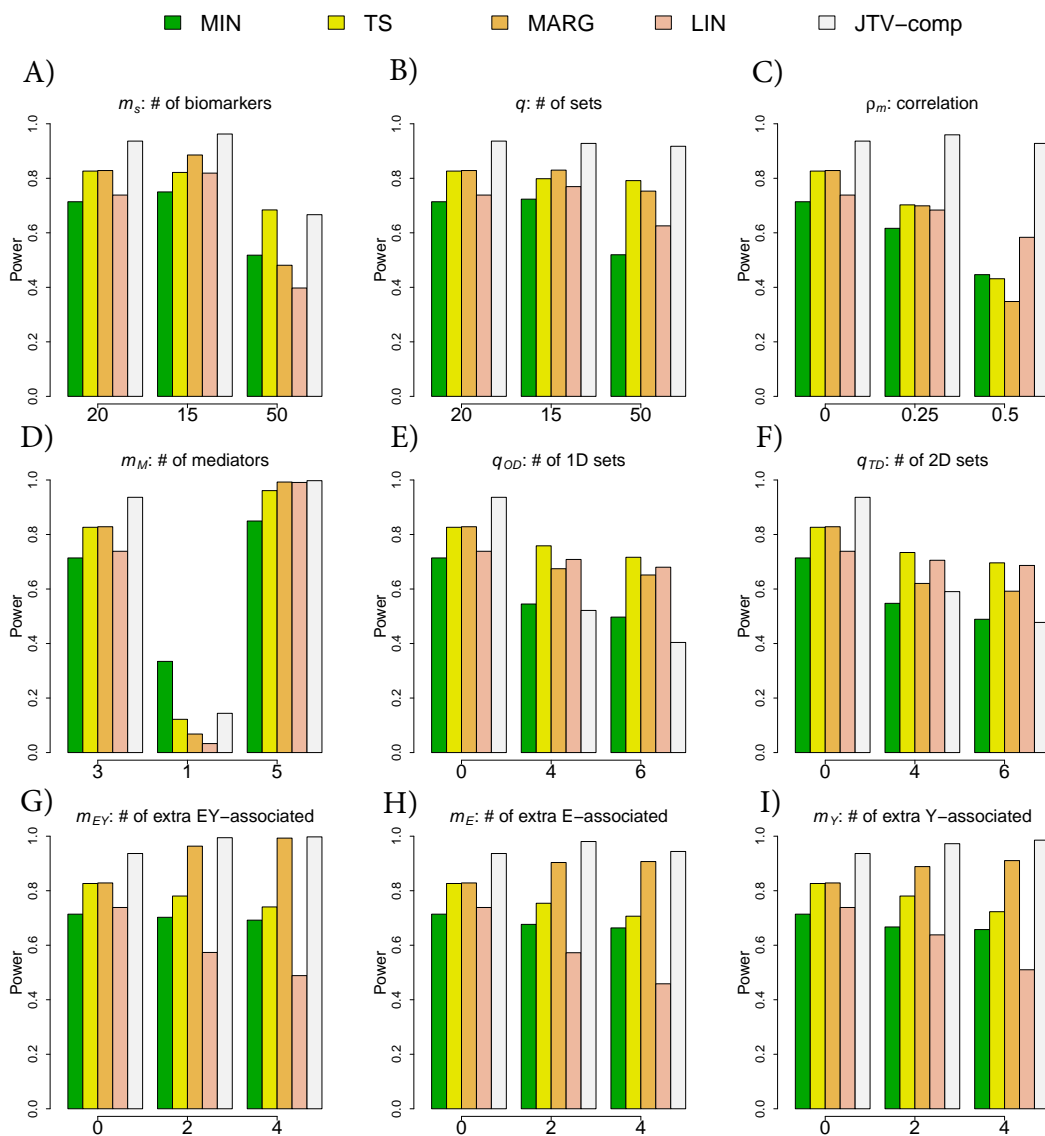 MIN TS MARG LIN JTV−comp
A) B) C)
m_s: # of biomarkers q: # of sets ρ_m: correlation
Power 0.0 0.2 0.4 0.6 0.8 1.0
20 15 50
Power 0.0 0.2 0.4 0.6 0.8 1.0
20 15 50
Power 0.0 0.2 0.4 0.6 0.8 1.0
0 0.25 0.5
D) E) F)
m_M: # of mediators q_OD: # of 1D sets q_TD: # of 2D sets
Power 0.0 0.2 0.4 0.6 0.8 1.0
3 1 5
Power 0.0 0.2 0.4 0.6 0.8 1.0
0 4 6
Power 0.0 0.2 0.4 0.6 0.8 1.0
0 4 6
G) H) I)
m_EY: # of extra EY−associated m_E: # of extra E−associated m_Y: # of extra Y−associated
Power 0.0 0.2 0.4 0.6 0.8 1.0
0 2 4
Power 0.0 0.2 0.4 0.6 0.8 1.0
0 2 4
Power 0.0 0.2 0.4 0.6 0.8 1.0
0 2 4